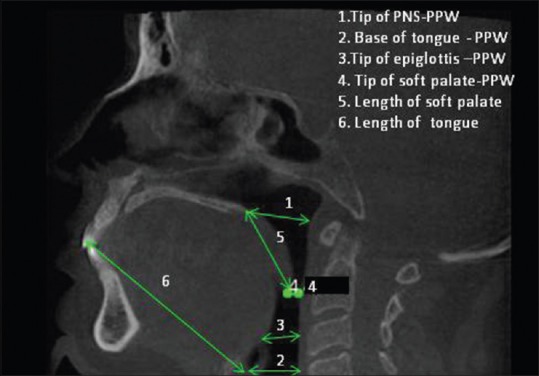 1.Tip of PNS-PPW
2. Base of tongue - PPW
3.Tip of epiglottis –PPW
4. Tip of soft palate-PPW
5. Length of soft palate
6. Length of  tongue
1
5
6
4 4
3
2